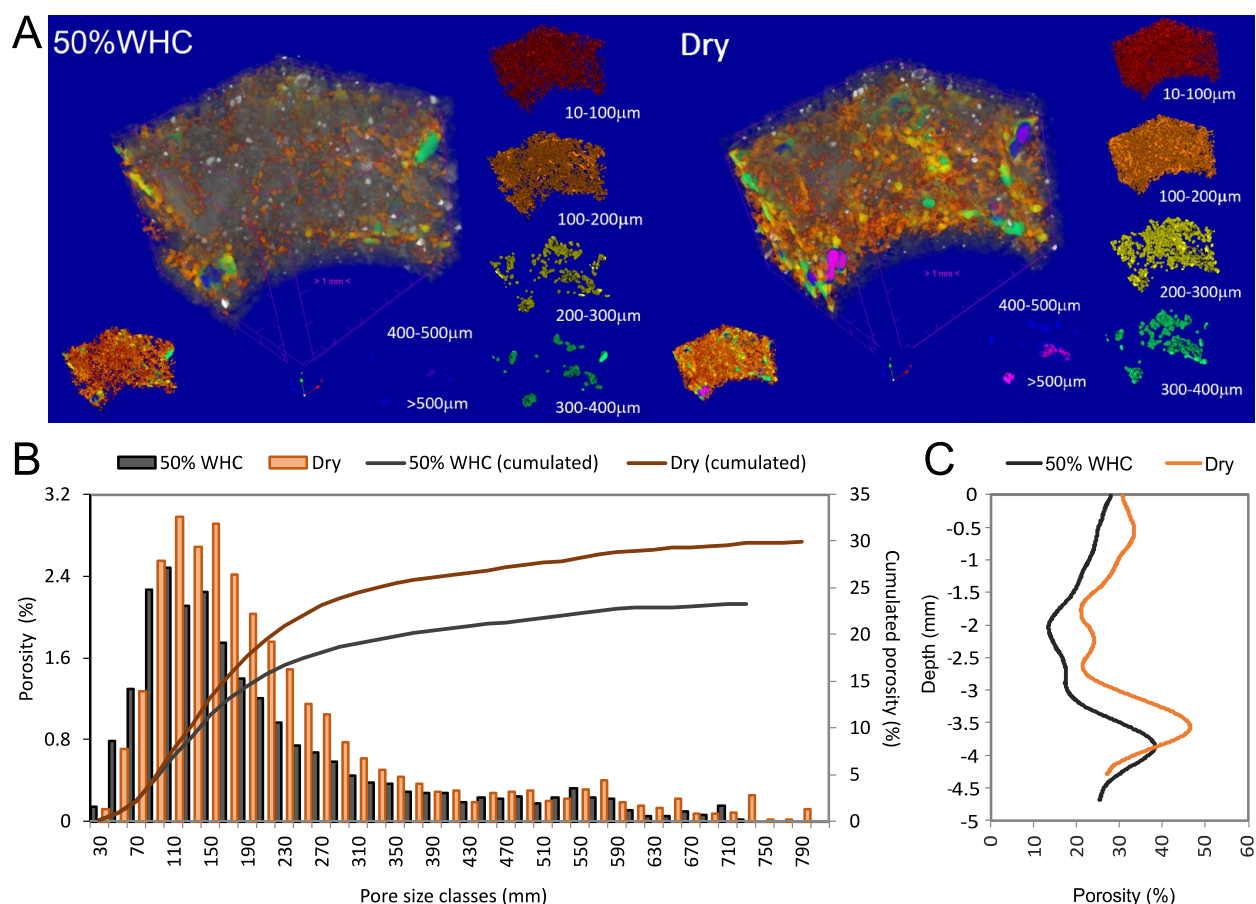 A
50%WHC
10-100µm
100-200µm
200-300µm
300-400µm
400-500µm
>500µm
> 1 mm <
Dry
10-100µm
100-200µm
200-300µm
300-400µm
400-500µm
>500µm
> 1 mm <
B
50% WHC
Dry
50% WHC (cumulated)
Dry (cumulated)
Porosity (%)
3.2
2.4
1.6
0.8
0
35
30
25
20
15
10
5
0
Cumulated porosity (%)
30
70
110
150
190
230
270
310
350
390
430
470
510
550
590
630
670
710
750
790
Pore size classes (mm)
C
50% WHC
Dry
Depth (mm)
0
-0.5
-1
-1.5
-2
-2.5
-3
-3.5
-4
-4.5
-5
0
10
20
30
40
50
60
Porosity (%)